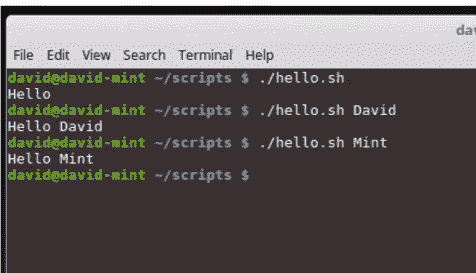 da
File Edit View Search Terminal Help
david@david-mint ~/scripts $ ./hello.sh
Hello
david@david-mint ~/scripts $ ./hello.sh David
Hello David
david@david-mint ~/scripts $ ./hello.sh Mint
Hello Mint
david@david-mint ~/scripts $